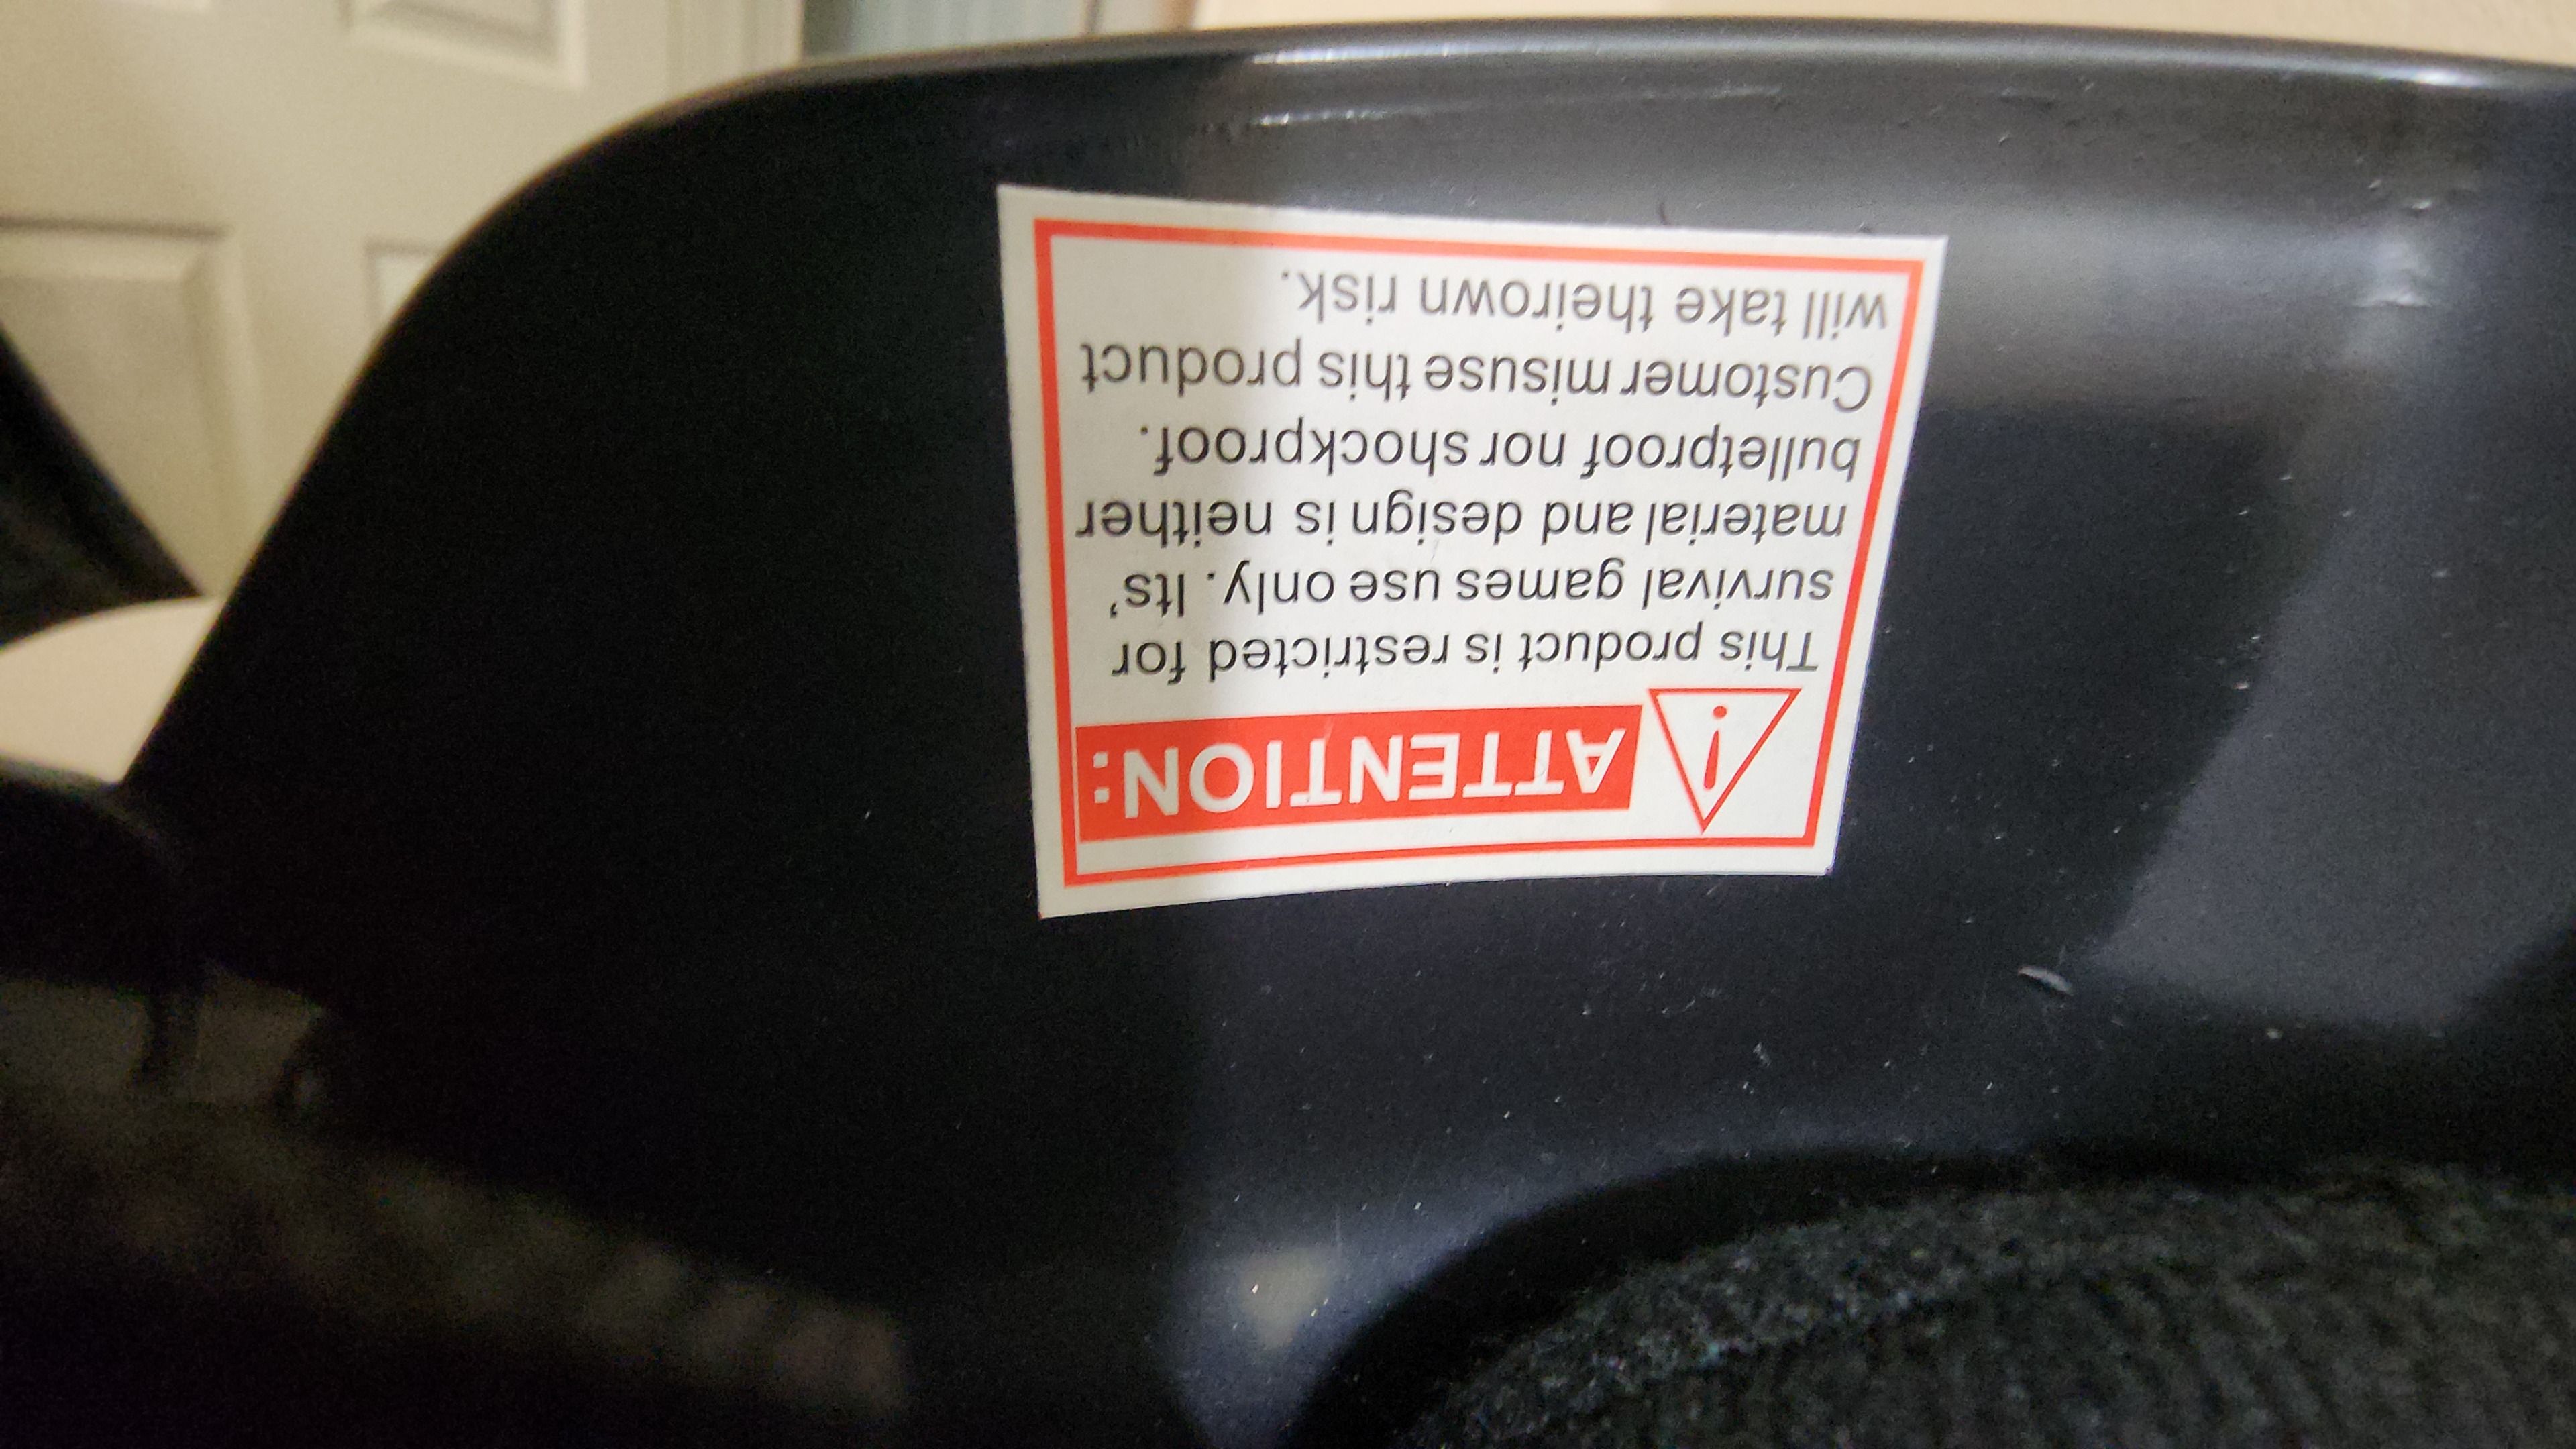 ATTENTION:
This product is restricted for
survival games use only. Its'
material and design is neither
bulletproof nor shockproof.
Customer misuse this product
will take theirown risk.